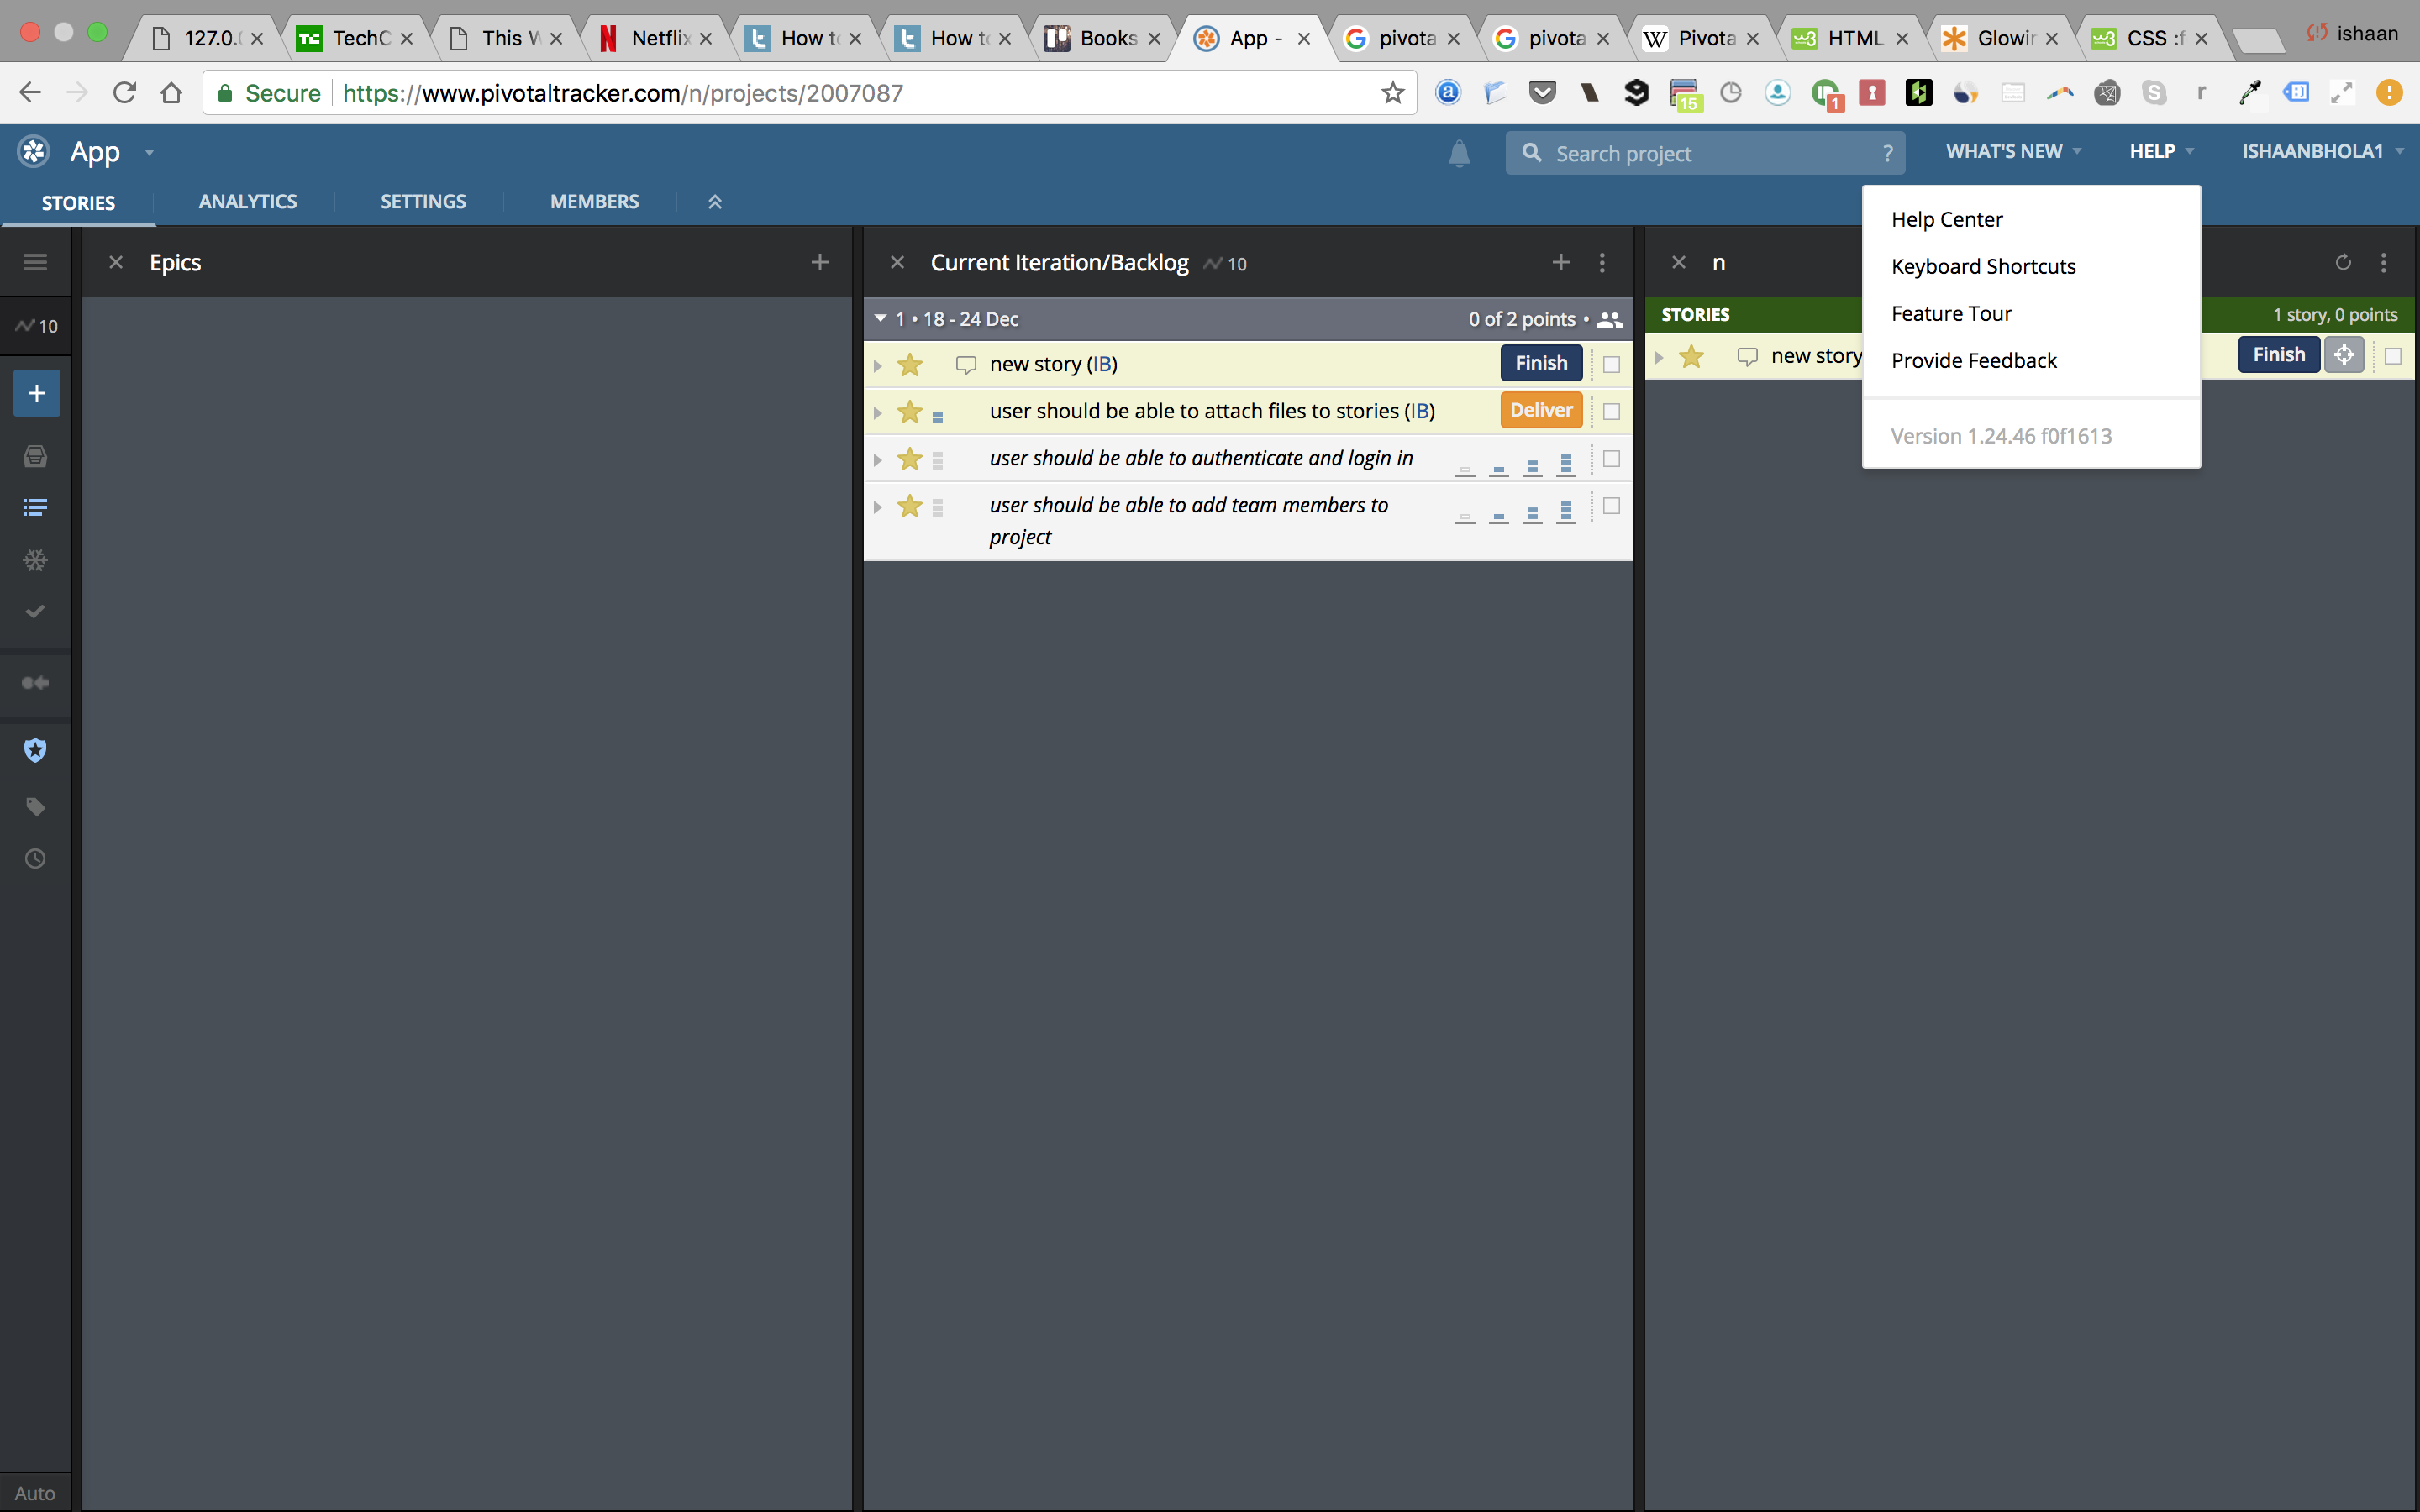 127.0.(
TechC
This W
Netflix
How to
How to
Books
App -
pivota
pivota
Pivota
HTML
Glowin
CSS :f
ishaan
Secure
https://www.pivotaltracker.com/n/projects/2007087
15
1
App
Search project
?
WHAT'S NEW
HELP
ISHAANBHOLA1
STORIES
ANALYTICS
SETTINGS
MEMBERS
Help Center
Keyboard Shortcuts
Feature Tour
Provide Feedback
Version 1.24.46 f0f1613
10
Epics
Current Iteration/Backlog
10
n
1 • 18 - 24 Dec
0 of 2 points •
STORIES
1 story, 0 points
new story (IB)
Finish
new story
Finish
user should be able to attach files to stories (IB)
Deliver
user should be able to authenticate and login in
user should be able to add team members to
project
Auto